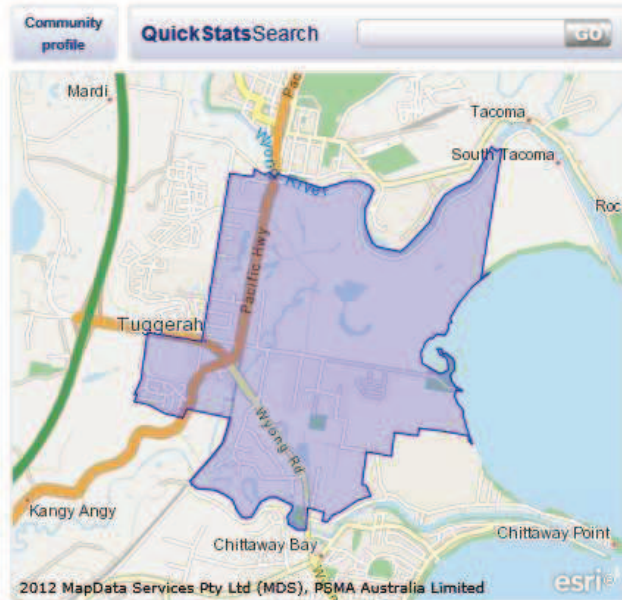 Community
profile
QuickStatsSearch
GO
Mardi
Pac
Tacoma
Wyong River
South Tacoma
Roc
Pacific Hwy
Tuggerah
Wyong Rd
Kangy Angy
Chittaway Bay
Chittaway Point
2012 MapData Services Pty Ltd (MDS), PSMA Australia Limited
esri